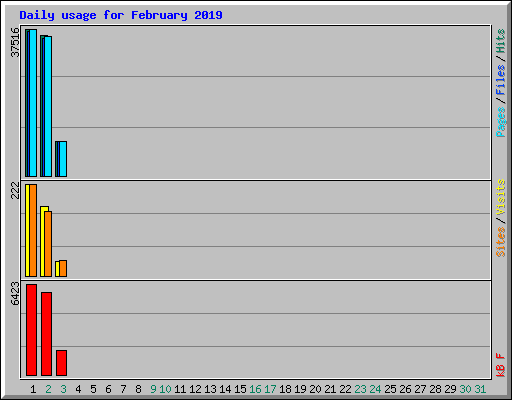 Daily usage for February 2019
37516
222
6423
Pages / Files / Hits
Sites / Visits
kB F
1 2 3 4 5 6 7 8 9 10 11 12 13 14 15 16 17 18 19 20 21 22 23 24 25 26 27 28 29 30 31